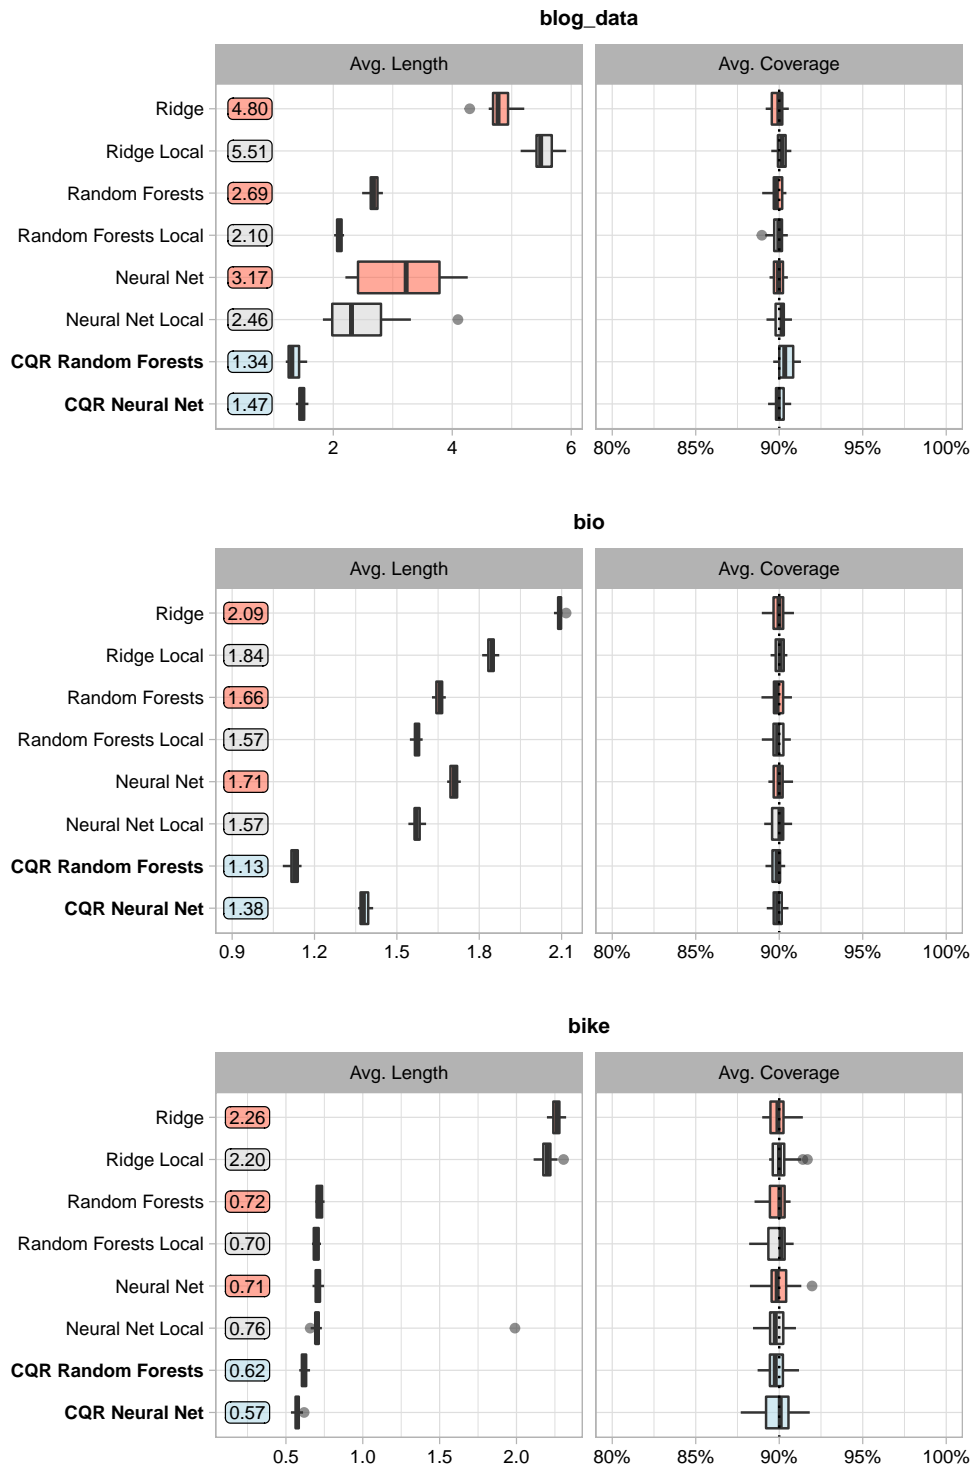 blog_data
Avg. Length Avg. Coverage
Ridge 4.80
Ridge Local 5.51
Random Forests 2.69
Random Forests Local 2.10
Neural Net 3.17
Neural Net Local 2.46
CQR Random Forests 1.34
CQR Neural Net 1.47
2 4 6 80% 85% 90% 95% 100%
bio
Avg. Length Avg. Coverage
Ridge 2.09
Ridge Local 1.84
Random Forests 1.66
Random Forests Local 1.57
Neural Net 1.71
Neural Net Local 1.57
CQR Random Forests 1.13
CQR Neural Net 1.38
0.9 1.2 1.5 1.8 2.1 80% 85% 90% 95% 100%
bike
Avg. Length Avg. Coverage
Ridge 2.26
Ridge Local 2.20
Random Forests 0.72
Random Forests Local 0.70
Neural Net 0.71
Neural Net Local 0.76
CQR Random Forests 0.62
CQR Neural Net 0.57
0.5 1.0 1.5 2.0 80% 85% 90% 95% 100%